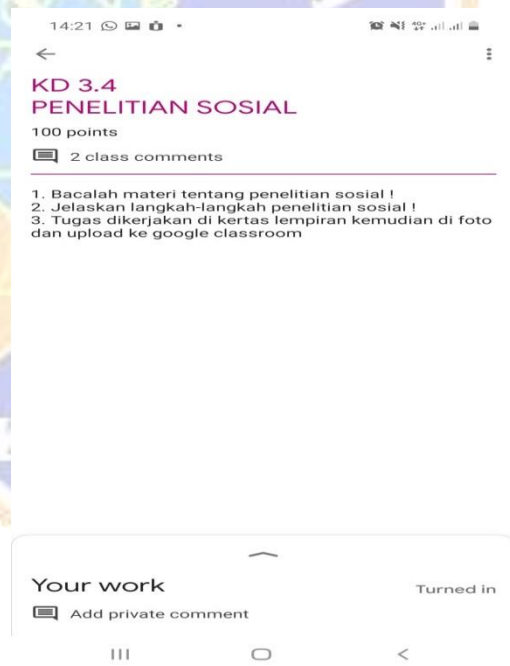 14:21
KD 3.4
PENELITIAN SOSIAL
100 points
2 class comments
1. Bacalah materi tentang penelitian sosial !
2. Jelaskan langkah-langkah penelitian sosial !
3. Tugas dikerjakan di kertas lempiran kemudian di foto
dan upload ke google classroom
Your work
Turned in
Add private comment